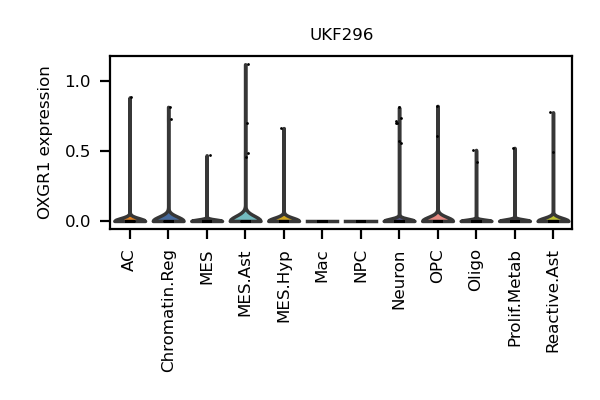 UKF296
OXGR1 expression
1.0
0.5
0.0
AC
Chromatin.Reg
MES
MES.Ast
MES.Hyp
Mac
NPC
Neuron
OPC
Oligo
Prolif.Metab
Reactive.Ast